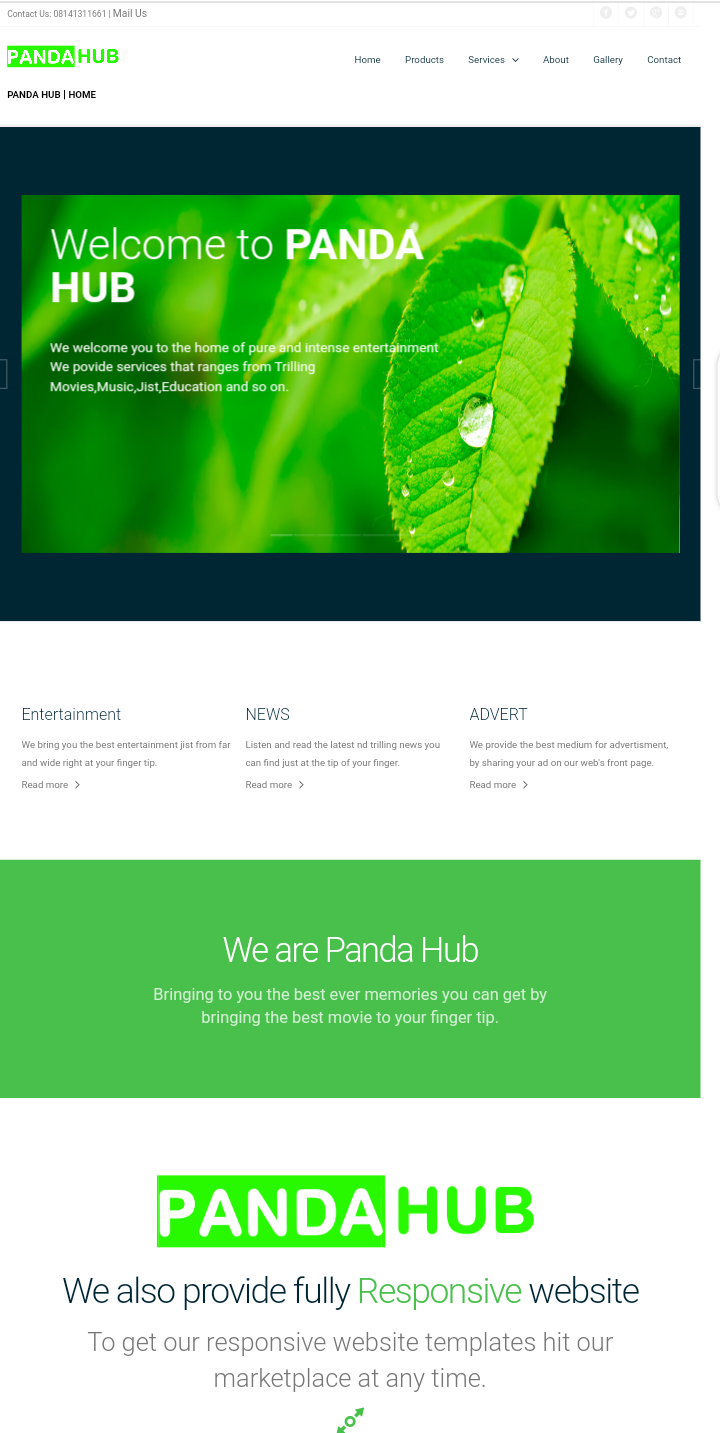 Contact Us: 08141311661 | Mail Us
PANDAHUB
Home Products Services About Gallery Contact
PANDA HUB | HOME
Welcome to PANDA
HUB
We welcome you to the home of pure and intense entertainment
We povide services that ranges from Trilling
Movies,Music,Jist,Education and so on.
Entertainment
We bring you the best entertainment jist from far
and wide right at your finger tip.
Read more
NEWS
Listen and read the latest nd trilling news you
can find just at the tip of your finger.
Read more
ADVERT
We provide the best medium for advertisment,
by sharing your ad on our web's front page.
Read more
We are Panda Hub
Bringing to you the best ever memories you can get by
bringing the best movie to your finger tip.
PANDAHUB
We also provide fully Responsive website
To get our responsive website templates hit our
marketplace at any time.